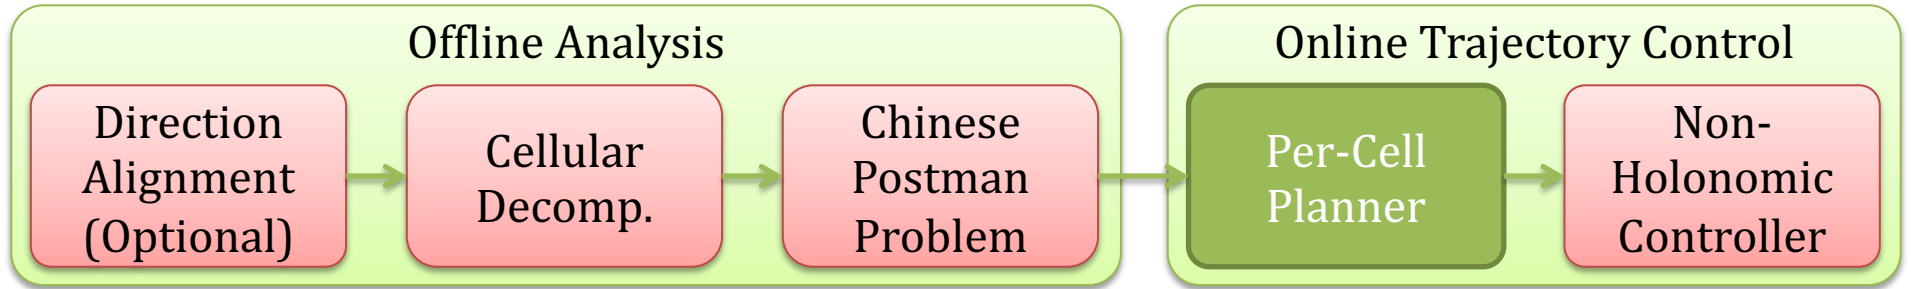 Offline Analysis
Direction
Alignment
(Optional)
Cellular
Decomp.
Chinese
Postman
Problem
Online Trajectory Control
Per-Cell
Planner
Non-
Holonomic
Controller